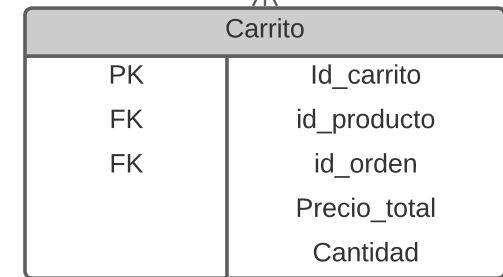 Carrito
PK Id_carrito
FK id_producto
FK id_orden
Precio_total
Cantidad